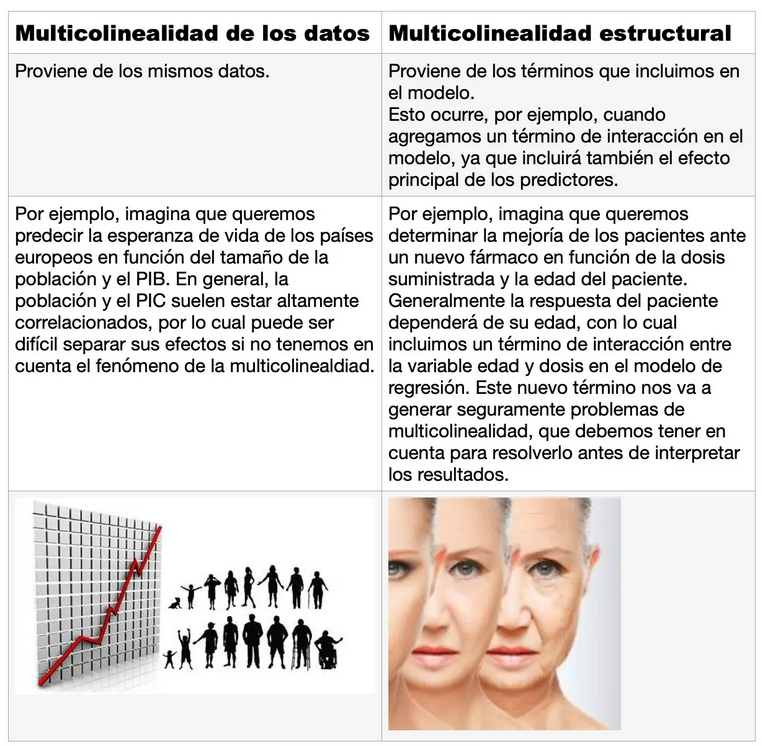 Multicolinealidad de los datos
Multicolinealidad estructural
Proviene de los mismos datos.
Proviene de los términos que incluimos en
el modelo.
Esto ocurre, por ejemplo, cuando
agregamos un término de interacción en el
modelo, ya que incluirá también el efecto
principal de los predictores.
Por ejemplo, imagina que queremos
predecir la esperanza de vida de los países
europeos en función del tamaño de la
población y el PIB. En general, la
población y el PIC suelen estar altamente
correlacionados, por lo cual puede ser
difícil separar sus efectos si no tenemos en
cuenta el fenómeno de la multicolinealdiad.
Por ejemplo, imagina que queremos
determinar la mejoría de los pacientes ante
un nuevo fármaco en función de la dosis
suministrada y la edad del paciente.
Generalmente la respuesta del paciente
dependerá de su edad, con lo cual
incluimos un término de interacción entre
la variable edad y dosis en el modelo de
regresión. Este nuevo término nos va a
generar seguramente problemas de
multicolinealidad, que debemos tener en
cuenta para resolverlo antes de interpretar
los resultados.